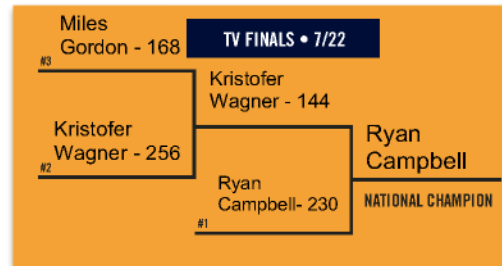 Miles
Gordon - 168
#3
TV FINALS • 7/22
Kristofer
Wagner - 144
Kristofer
Wagner - 256
#2
Ryan
Campbell
NATIONAL CHAMPION
Ryan
Campbell- 230
#1